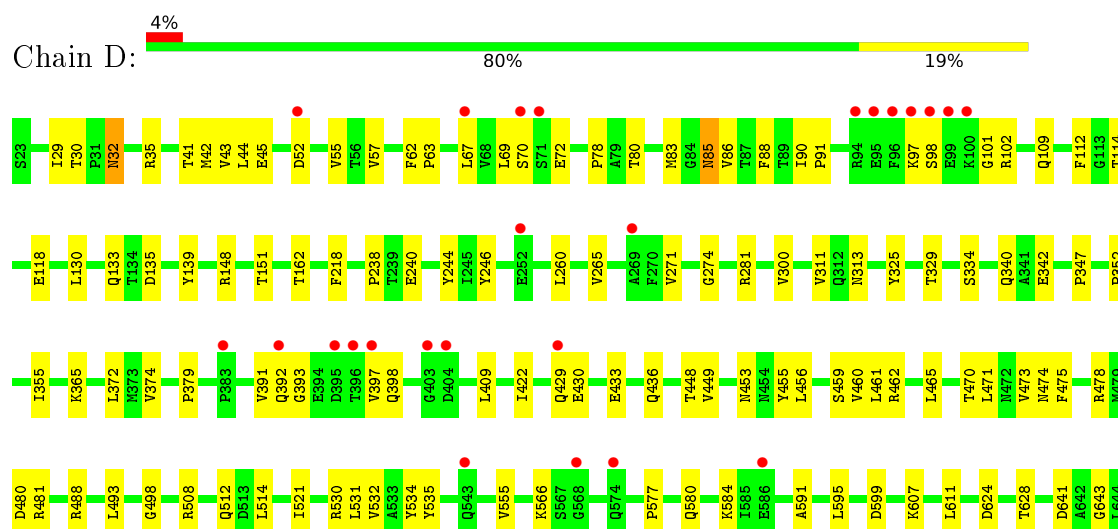 4%
Chain D:
80% 19%
S23 I29 T30 P31 N32 R35 T41 M42 V43 L44 E45 D52 V55 T56 V57 F62 P63 L67 V68 L69 S70 S71 E72 P78 A79 T80 M83 G84 N85 V86 T87 F88 T89 I90 P91 R94 E95 F96 K97 S98 E99 K100 G101 R102 Q109 F112 G113 T114
E118 L130 Q133 T134 D135 Y139 R148 T151 T162 F218 P238 T239 E240 Y244 I245 Y246 E252 L260 V265 A269 F270 V271 G274 R281 V300 V311 Q312 N313 Y325 T329 S334 Q340 A341 E342 P347
I355 K365 L372 M373 V374 P379 P383 V391 Q392 G393 E394 D395 T396 V397 Q398 G403 D404 L409 I422 Q429 E430 E433 Q436 T448 V449 N453 N454 Y455 L456 S459 V460 L461 R462 L465 T470 L471 N472 V473 N474 F475 R478
D480 R481 R488 L493 G498 R508 Q512 D513 L514 I521 R530 L531 V532 A533 Y534 Y535 Q543 V555 K566 S567 G568 Q574 P577 Q580 K584 I585 E586 A591 L595 D599 K607 L611 D624 T628 D641 A642 G643